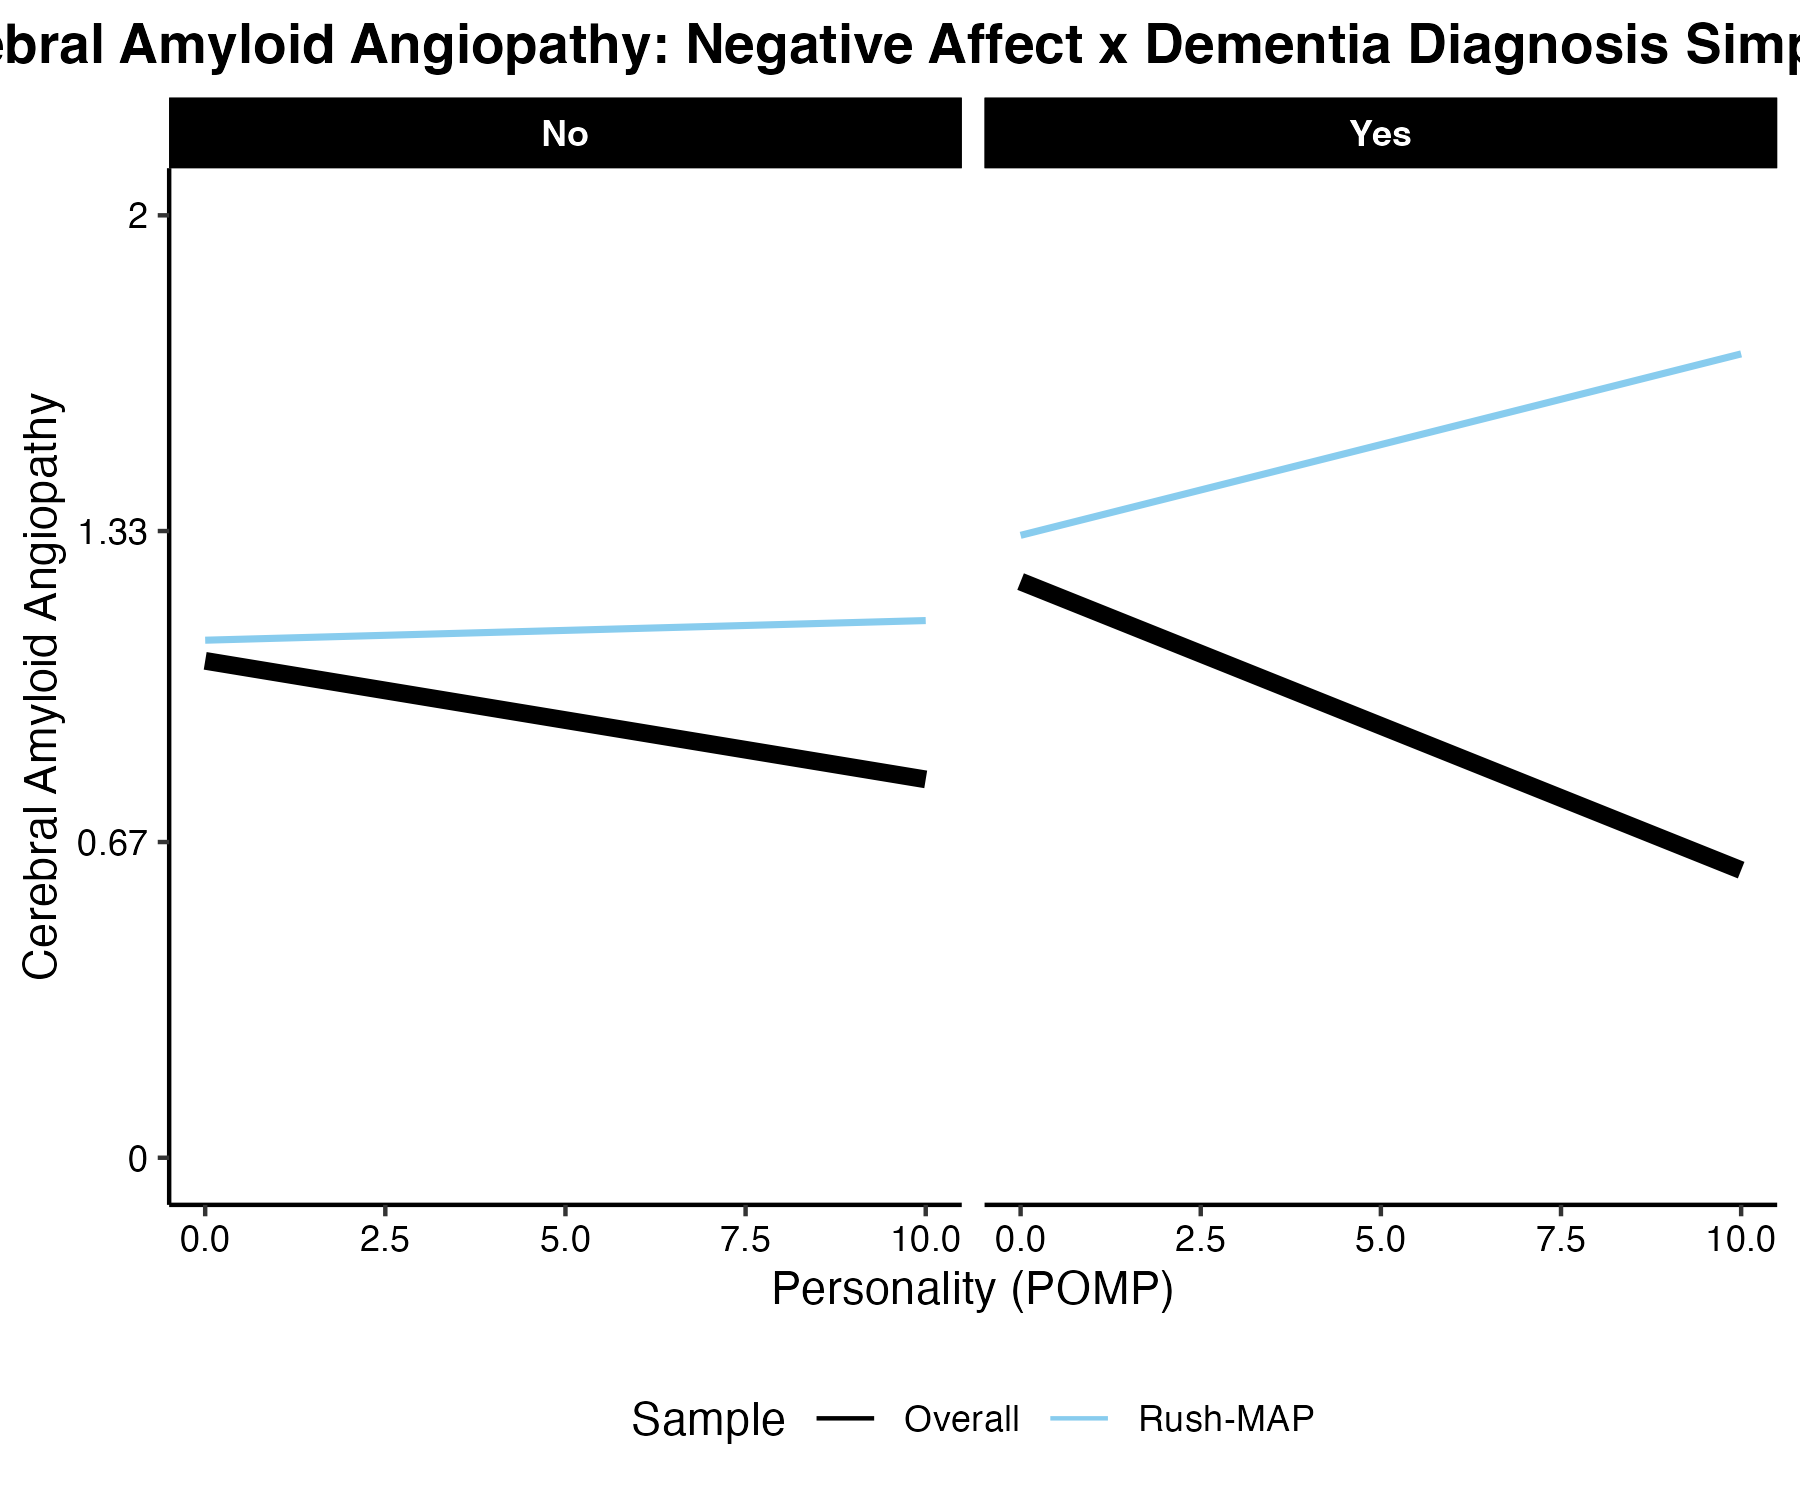 ebral Amyloid Angiopathy: Negative Affect x Dementia Diagnosis Simp
No
Yes
Cerebral Amyloid Angiopathy
2
1.33
0.67
0
0.0 2.5 5.0 7.5 10.0
0.0 2.5 5.0 7.5 10.0
Personality (POMP)
Sample Overall Rush-MAP